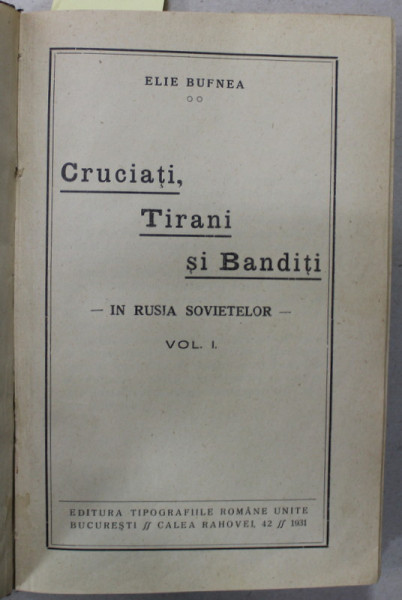 ELIE BUFNEA
Cruciați,
Tirani
și Bandiți
— IN RUSIA SOVIETELOR —
VOL. I.
EDITURA TIPOGRAFIILE ROMÂNE UNITE
BUCUREȘTI // CALEA RAHOVEI, 42 // 1931